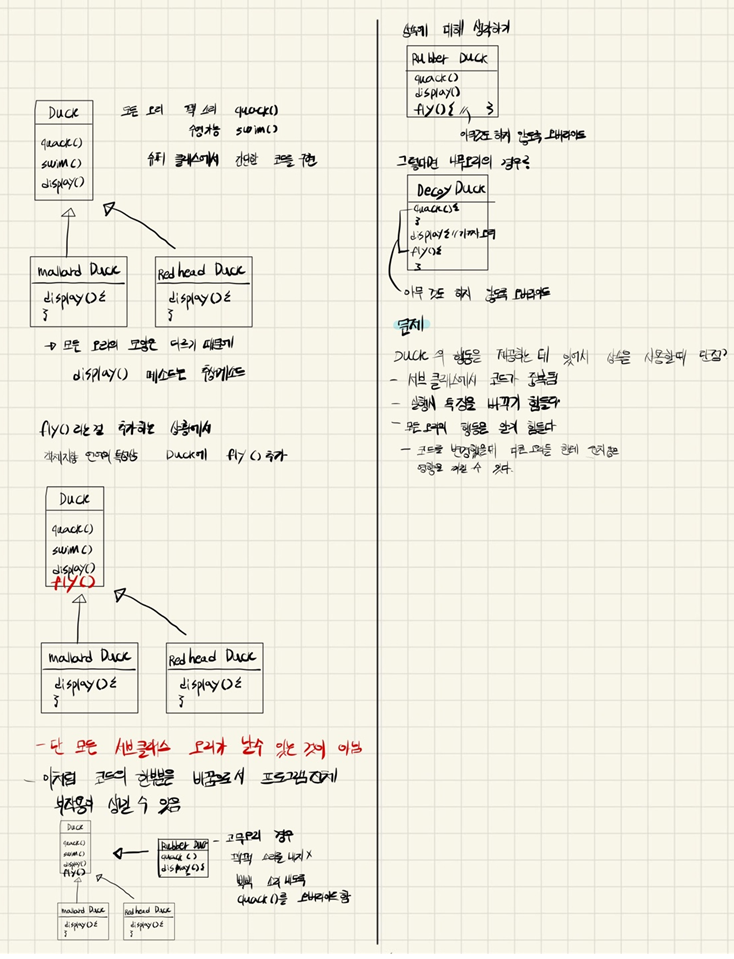 Duck
quack()
swim()
display()
모든 오리 꽥 소리 quack()
수영가능 swim()
슈퍼 클래스에서 간단한 코드를 구현
mallard Duck
display(){
}
Redhead Duck
display(){
}
→ 모든 오리의 모양은 다르기 때문에
display() 메소드는 추상메소드
fly()라는걸 추가하는 상황에서
객체지향 언어의 특성상 Duck에 fly()추가
Duck
quack()
swim()
display()
fly()
mallard Duck
display(){
}
Redhead Duck
display(){
}
- 단 모든 서브클래스 오리가 날수 있는 것이 아님
- 이처럼 코드의 한부분을 바꿈으로서 프로그램전체
부작용이 생길 수 있음
Duck
quack()
swim()
display()
fly()
Rubber Duck
quack()
display(){
- 고무오리 경우
꽥꽥 소리를 내지 X
삑삑 소리 내도록
quack()를 오버라이드 함
mallard Duck
display(){
}
Redhead Duck
display(){
}
상속에 대해 생각하기
Rubber Duck
quack()
display()
fly(){ // }
아무것도 하지 않도록 오버라이드
그렇다면 나무오리의 경우?
Decoy Duck
quack(){
}
display{ //가짜오리
fly(){
}
아무 것도 하지 않도록 오버라이드
문제
Duck 의 행동을 제공하는 데 있어서 상속을 사용할때 단점?
- 서브 클래스에서 코드가 중복됨
- 실행시 특징을 바꾸기 힘들다
- 모든오리의 행동을 알기 힘들다
- 코드를 변경했을때 다른 오리들 한테 원치않은
영향을 끼칠 수 있다.